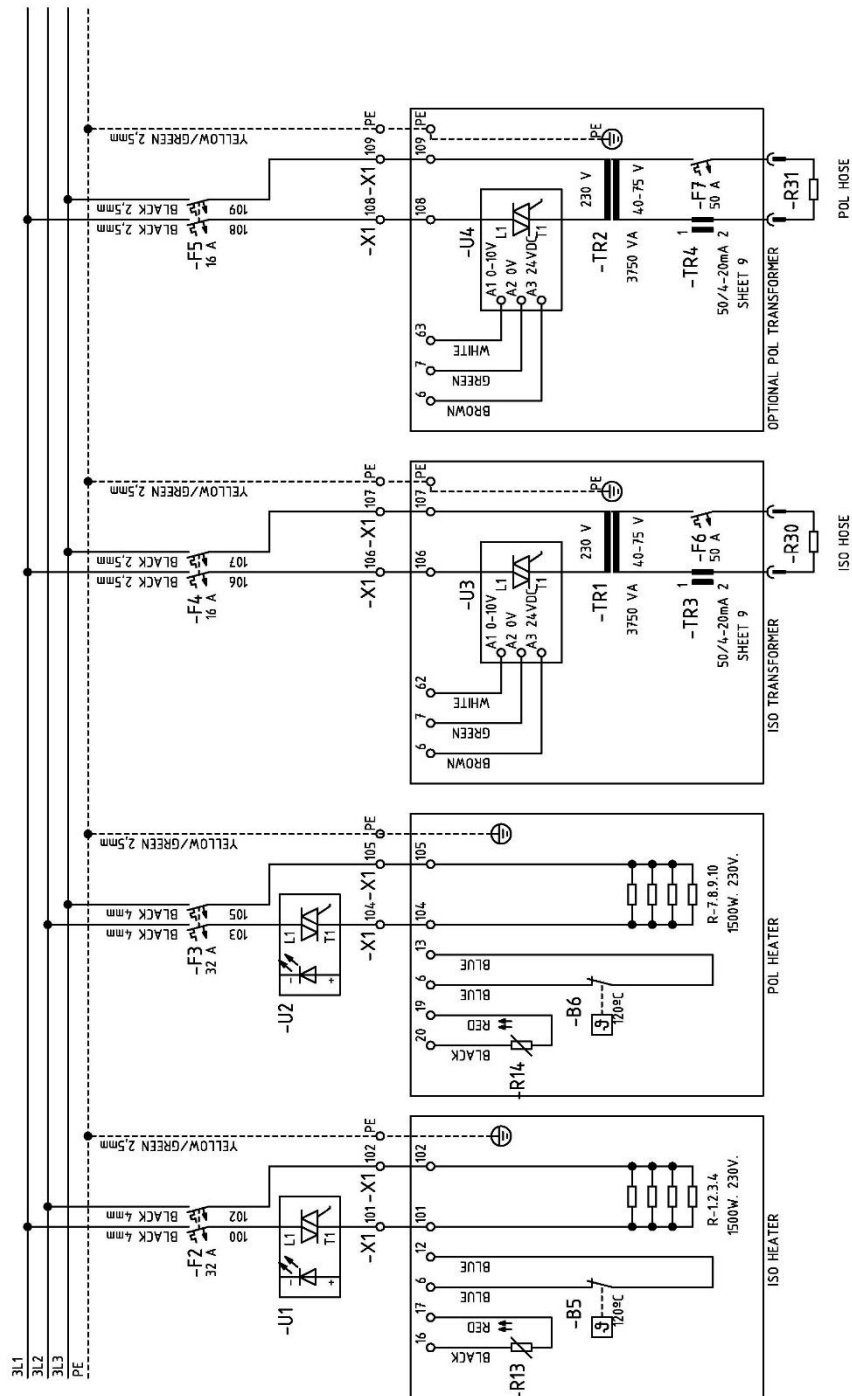 3L1
3L2
3L3
PE
BLACK 4mm
BLACK 4mm
YELLOW/GREEN 2,5mm
-F2
32 A
100
102
-U1
L1
T1
-
+
-X1
101
-X1
102
PE
16
17
6
12
101
102
BLACK
RED
BLUE
BLUE
-R13
-B5
120ºC
R-1.2.3.4
1500W. 230V.
ISO HEATER
BLACK 4mm
BLACK 4mm
YELLOW/GREEN 2,5mm
-F3
32 A
103
105
-U2
L1
T1
-
+
-X1
104
-X1
105
PE
20
19
6
13
104
105
BLACK
RED
BLUE
BLUE
-R14
-B6
120ºC
R-7.8.9.10
1500W. 230V.
POL HEATER
BLACK 2,5mm
BLACK 2,5mm
YELLOW/GREEN 2,5mm
-F4
16 A
106
107
-X1
106
-X1
107
PE
6
7
62
106
107
PE
BROWN
GREEN
WHITE
-U3
A1 0-10V
A2 0V
A3 24VDC
L1
T1
PE
-TR1
230 V
3750 VA
40-75 V
-TR3
1
2
50/4-20mA
SHEET 9
-F6
50 A
ISO TRANSFORMER
-R30
ISO HOSE
BLACK 2,5mm
BLACK 2,5mm
YELLOW/GREEN 2,5mm
-F5
16 A
108
109
-X1
108
-X1
109
PE
6
7
63
108
109
PE
BROWN
GREEN
WHITE
-U4
A1 0-10V
A2 0V
A3 24VDC
L1
T1
PE
-TR2
230 V
3750 VA
40-75 V
-TR4
1
2
50/4-20mA
SHEET 9
-F7
50 A
OPTIONAL POL TRANSFORMER
-R31
POL HOSE